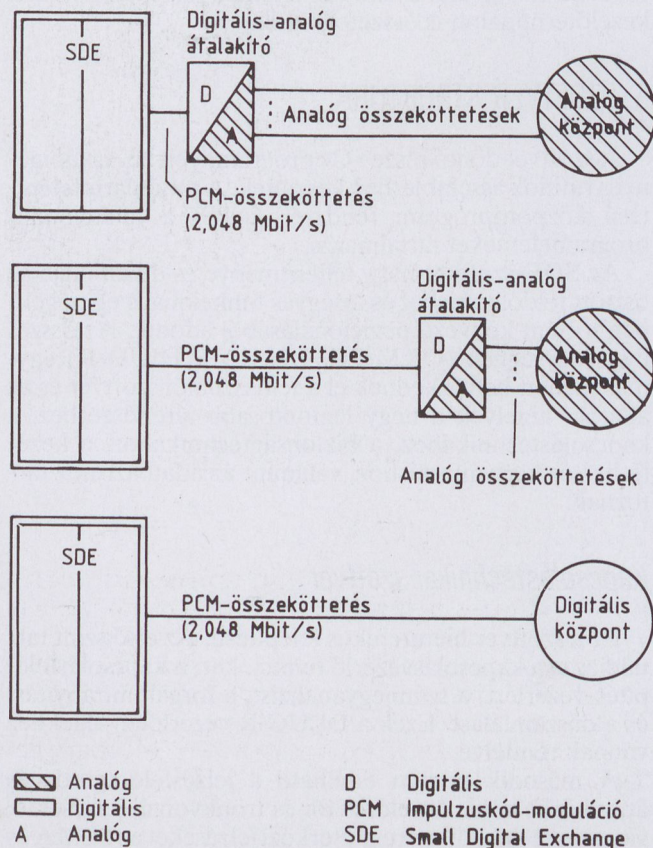 SDE
Digitális-analóg
átalakító
D
A
Analóg összeköttetések
Analóg
központ
PCM-összeköttetés
(2,048 Mbit/s)
SDE
Digitális-analóg
átalakító
PCM-összeköttetés
(2,048 Mbit/s)
D
A
Analóg
központ
Analóg összeköttetések
SDE
PCM-összeköttetés
(2,048 Mbit/s)
Digitális
központ
Analóg
Digitális
A Analóg
D Digitális
PCM Impulzuskód-moduláció
SDE Small Digital Exchange